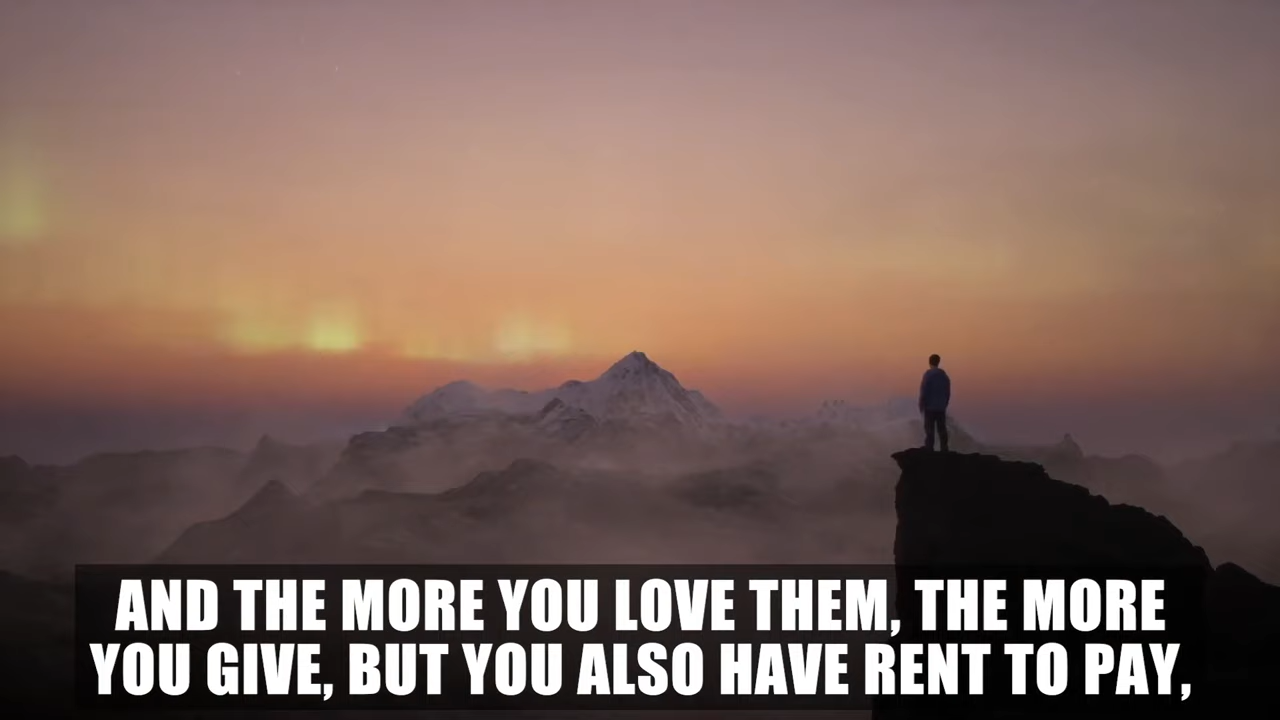 AND THE MORE YOU LOVE THEM, THE MORE
YOU GIVE, BUT YOU ALSO HAVE RENT TO PAY,